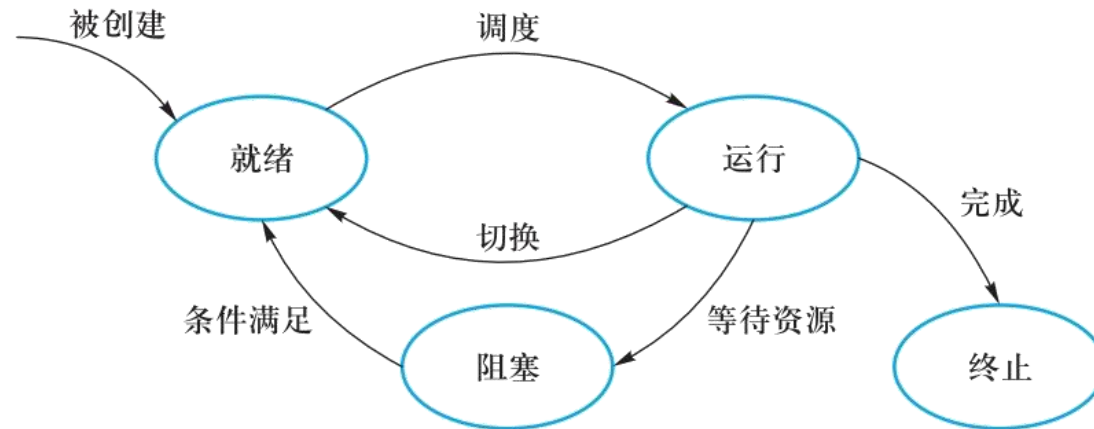 被创建
调度
就绪
运行
完成
切换
条件满足
等待资源
阻塞
终止